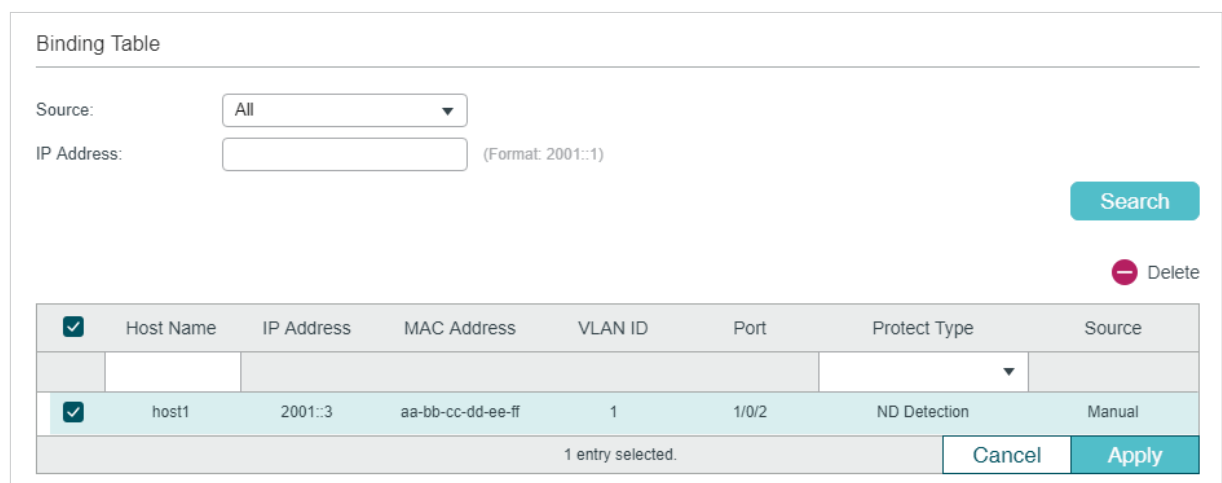 Binding Table
Source: All
IP Address: (Format: 2001::1)
Search
Delete
Host Name IP Address MAC Address VLAN ID Port Protect Type Source
host1 2001::3 aa-bb-cc-dd-ee-ff 1 1/0/2 ND Detection Manual
1 entry selected. Cancel Apply